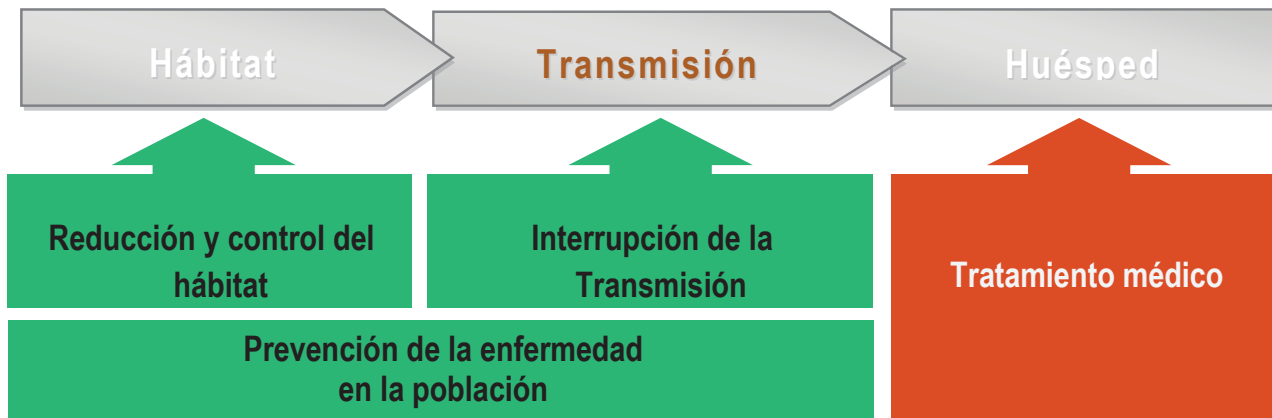 Hábitat
Transmisión
Huésped
Reducción y control del
hábitat
Interrupción de la
Transmisión
Tratamiento médico
Prevención de la enfermedad
en la población